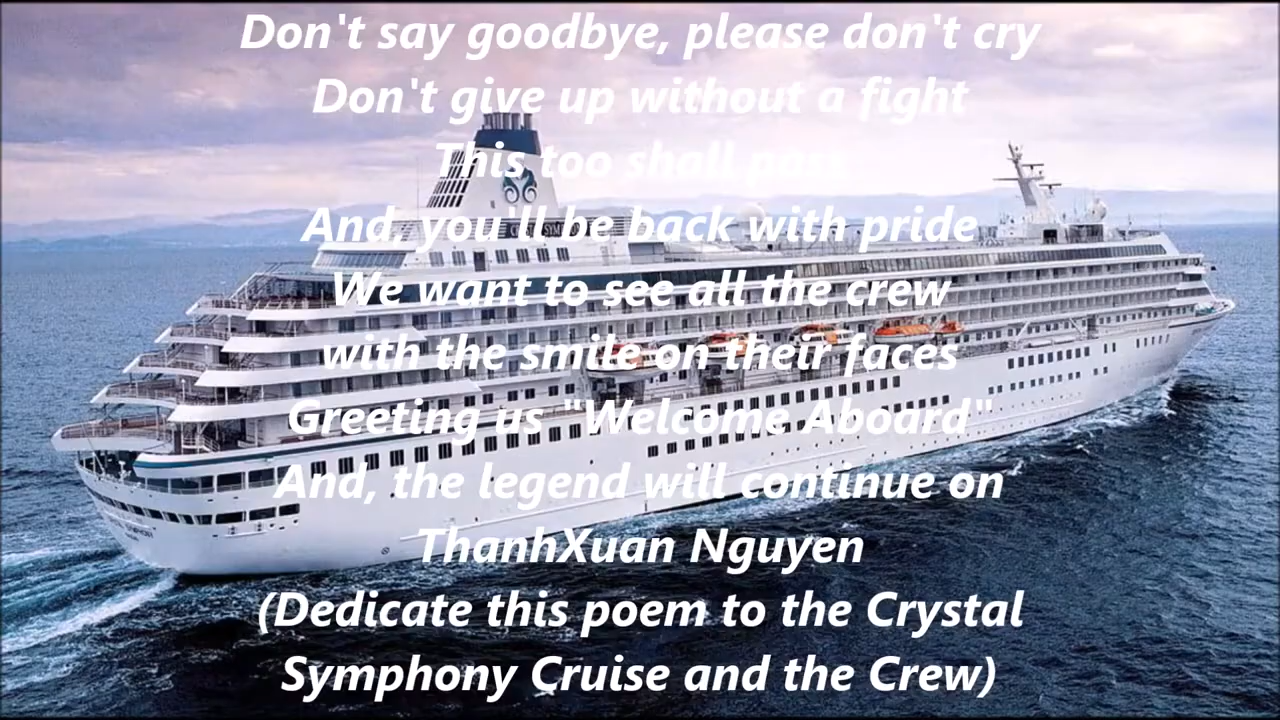 Don't say goodbye, please don't cry
Don't give up without a fight
This too shall pass
And, you'll be back with pride
We want to see all the crew
with the smile on their faces
Greeting us "Welcome Aboard"
And, the legend will continue on
ThanhXuan Nguyen
(Dedicate this poem to the Crystal
Symphony Cruise and the Crew)